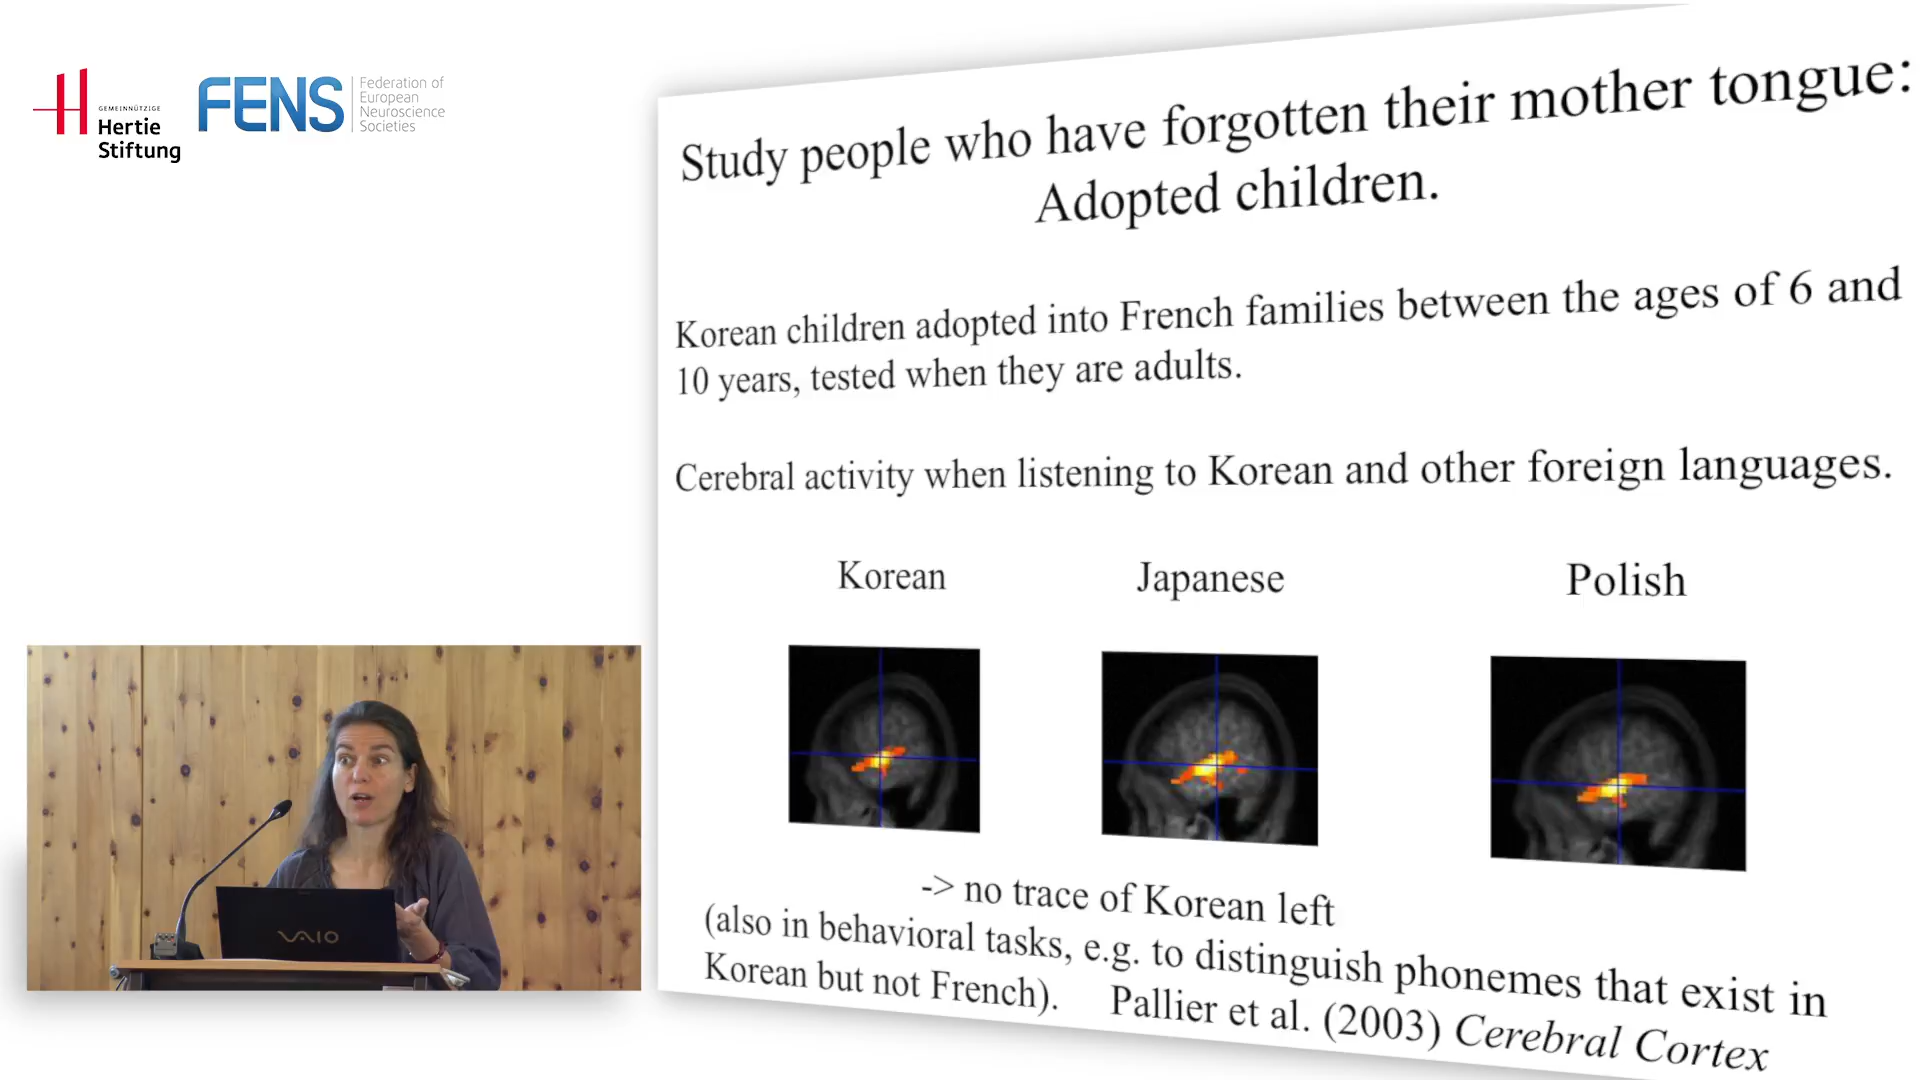 GEMEINNÜTZIGE
Hertie
Stiftung
FENS
Federation of
European
Neuroscience
Societies
Study people who have forgotten their mother tongue:
Adopted children.
Korean children adopted into French families between the ages of 6 and
10 years, tested when they are adults.
Cerebral activity when listening to Korean and other foreign languages.
Korean
Japanese
Polish
-> no trace of Korean left
(also in behavioral tasks, e.g. to distinguish phonemes that exist in
Korean but not French). Pallier et al. (2003) Cerebral Cortex
VAIO